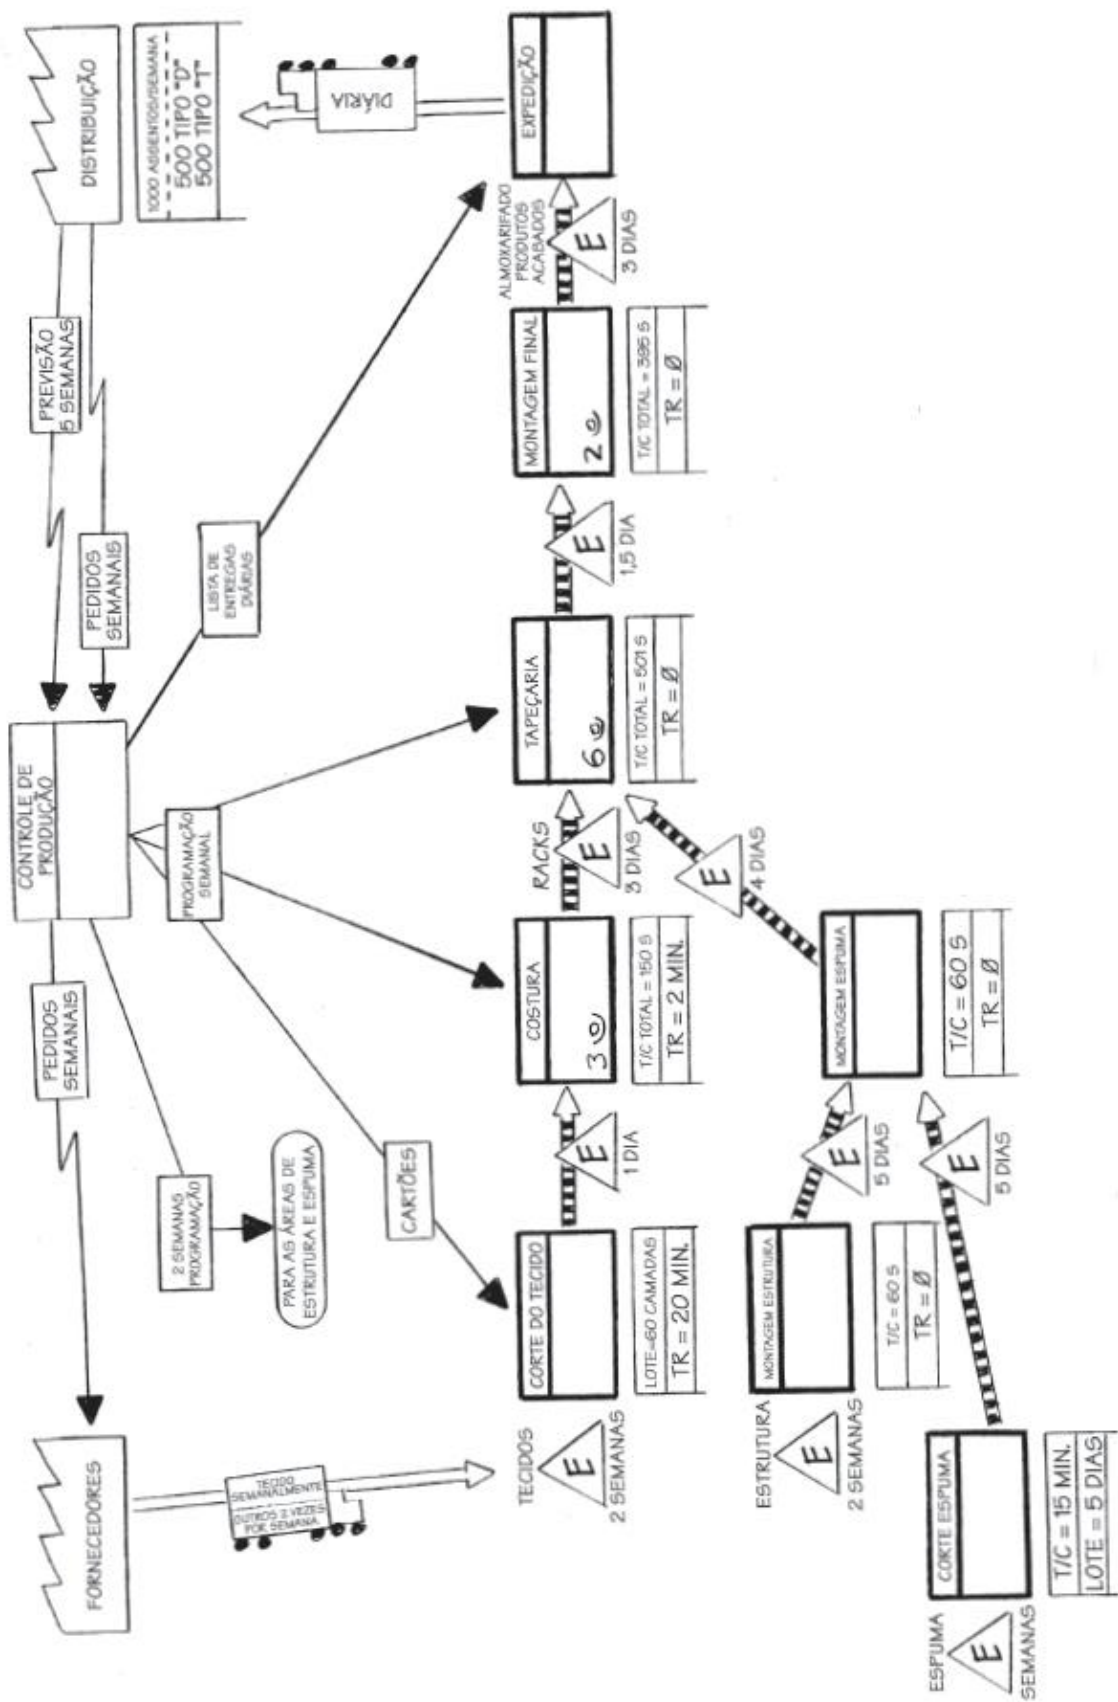 FORNECEDORES
PEDIDOS
SEMANAIS
CONTROLE DE
PRODUÇÃO
PREVISÃO
5 SEMANAS
PEDIDOS
SEMANAIS
DISTRIBUIÇÃO
1000 ASSENTOS/SEMANA
500 TIPO "D"
500 TIPO "T"
TECIDO
SEMANALMENTE
OUTROS 2 VEZES
POR SEMANA
2 SEMANAS
PROGRAMAÇÃO
PARA AS ÁREAS DE
ESTRUTURA E ESPUMA
CARTÕES
PROGRAMAÇÃO
SEMANAL
LISTA DE
ENTREGAS
DIÁRIAS
DIÁRIA
TECIDOS
E
2 SEMANAS
CORTE DO TECIDO
LOTE=60 CAMADAS
TR = 20 MIN.
E
1 DIA
COSTURA
3
T/C TOTAL = 150 S
TR = 2 MIN.
RACKS
E
3 DIAS
TAPEÇARIA
6
T/C TOTAL = 501 S
TR = Ø
E
1,5 DIA
MONTAGEM FINAL
2
T/C TOTAL = S
TR = Ø
ALMOXARIFADO
PRODUTOS
ACABADOS
E
3 DIAS
EXPEDIÇÃO
ESTRUTURA
E
2 SEMANAS
MONTAGEM ESTRUTURA
T/C = 60 S
TR = Ø
E
5 DIAS
MONTAGEM ESPUMA
T/C = 60 S
TR = Ø
E
4 DIAS
ESPUMA
E
SEMANAS
CORTE ESPUMA
T/C = 15 MIN.
LOTE = 5 DIAS
E
5 DIAS